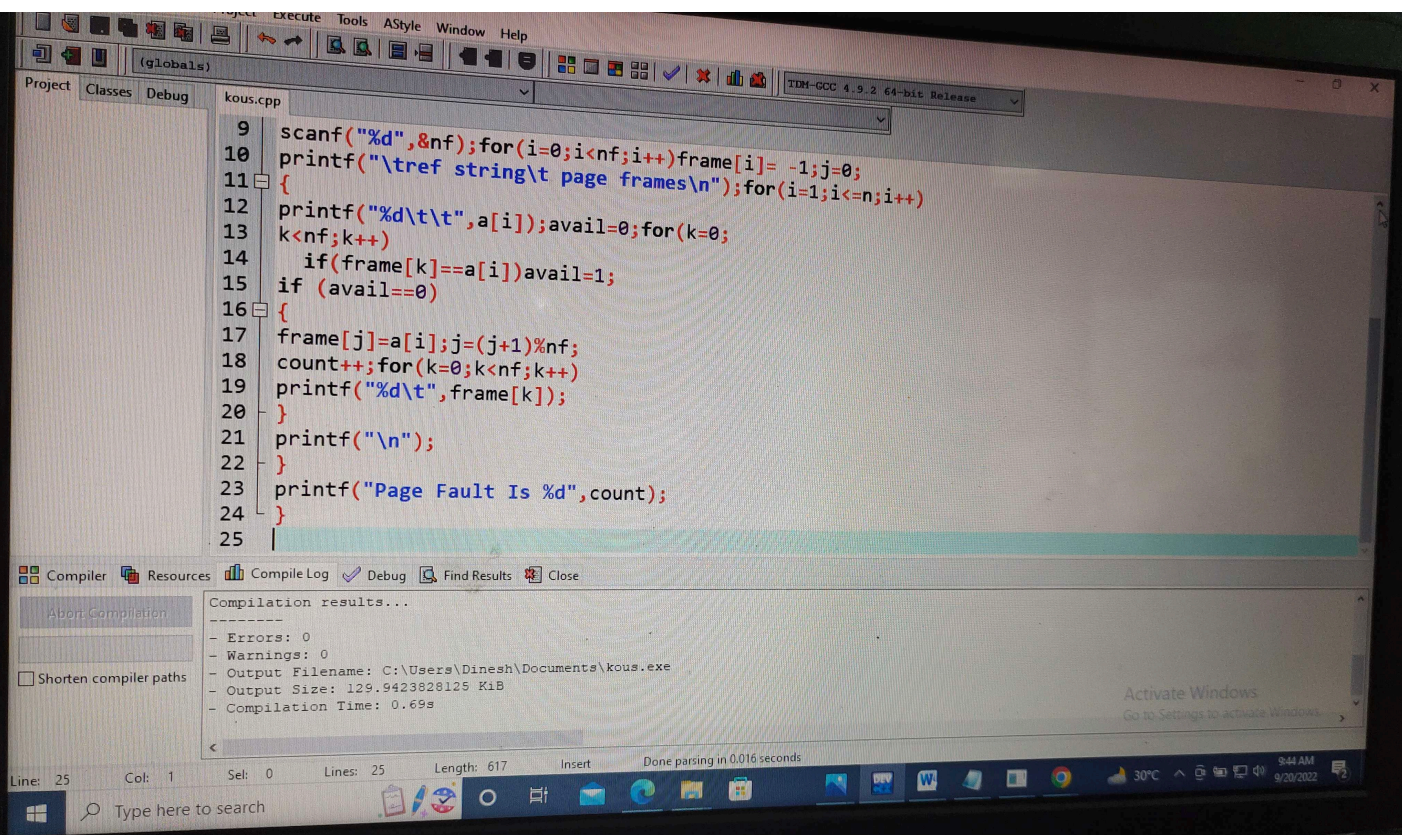 Execute Tools AStyle Window Help
(globals)
TDM-GCC 4.9.2 64-bit Release
Project Classes Debug
kous.cpp
9 scanf("%d",&nf);for(i=0;i<nf;i++)frame[i]= -1;j=0;
10 printf("\tref string\t page frames\n");for(i=1;i<=n;i++)
11 {
12 printf("%d\t\t",a[i]);avail=0;for(k=0;
13 k<nf;k++)
14 if(frame[k]==a[i])avail=1;
15 if (avail==0)
16 {
17 frame[j]=a[i];j=(j+1)%nf;
18 count++;for(k=0;k<nf;k++)
19 printf("%d\t",frame[k]);
20 }
21 printf("\n");
22 }
23 printf("Page Fault Is %d",count);
24 }
25
Compiler Resources Compile Log Debug Find Results Close
Abort Compilation
Shorten compiler paths
Compilation results...
--------
- Errors: 0
- Warnings: 0
- Output Filename: C:\Users\Dinesh\Documents\kous.exe
- Output Size: 129.9423828125 KiB
- Compilation Time: 0.69s
Activate Windows
Go to Settings to activate Windows.
Line: 25 Col: 1 Sel: 0 Lines: 25 Length: 617 Insert Done parsing in 0.016 seconds
Type here to search
DEV
W
30°C
9:44 AM
9/20/2022
2